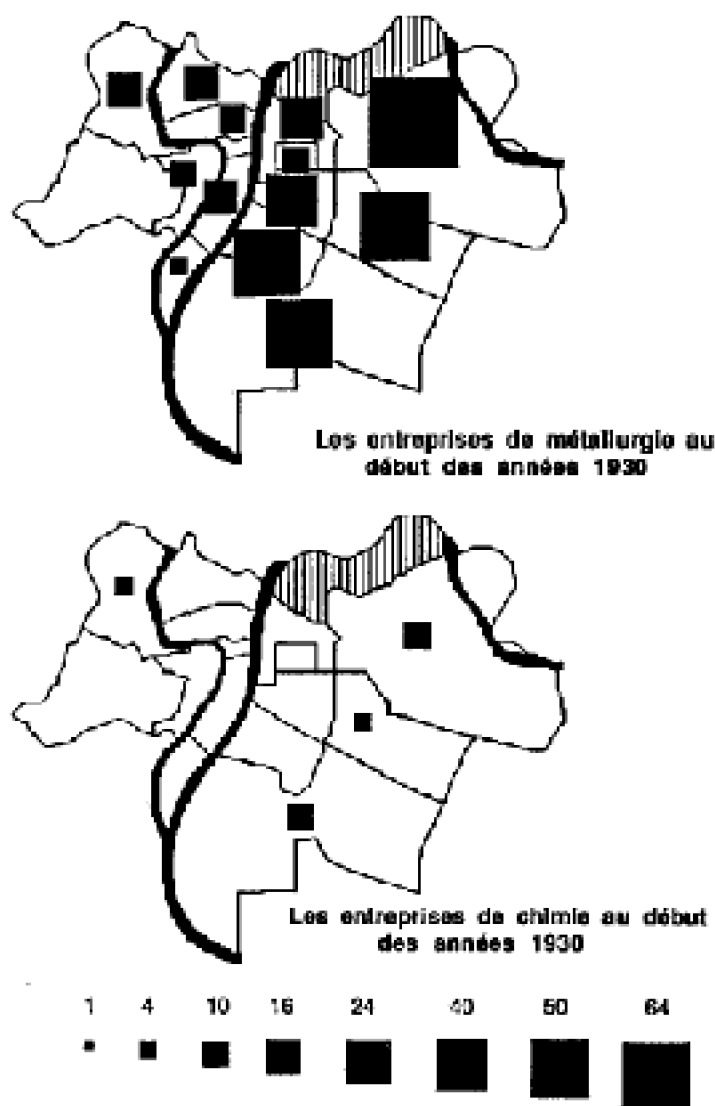 Les entreprises de métallurgie au
début des années 1930
Les entreprises de chimie au début
des années 1930
1 4 10 16 24 40 50 64